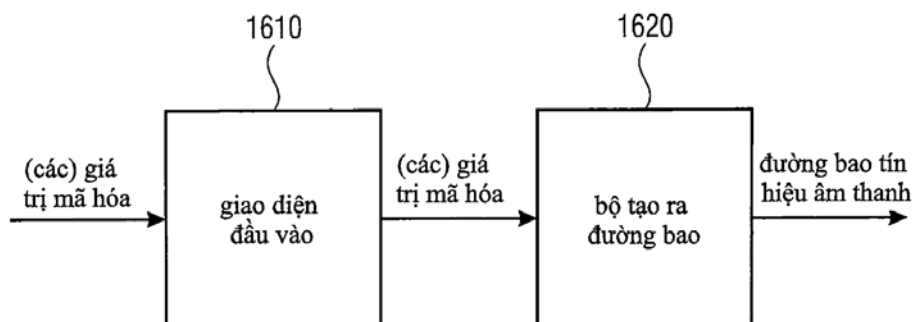 1610
1620
(các) giá
trị mã hóa
giao diện
đầu vào
(các) giá
trị mã hóa
bộ tạo ra
đường bao
đường bao tín
hiệu âm thanh